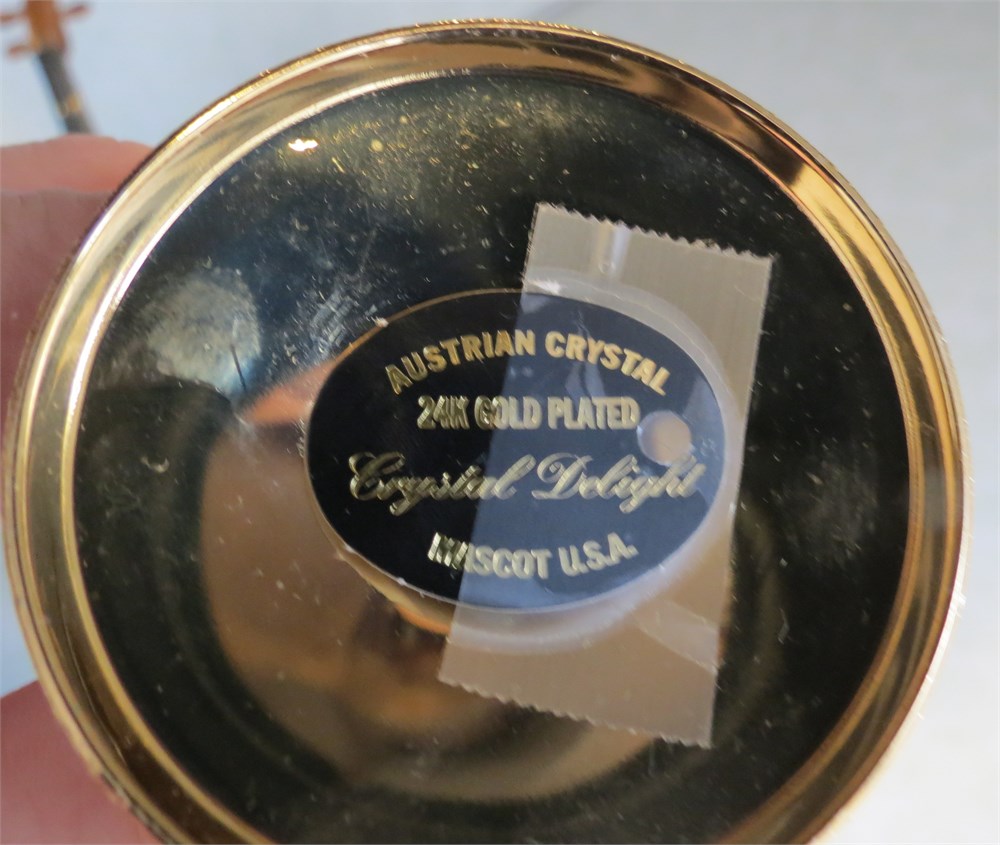 AUSTRIAN CRYSTAL
24K GOLD PLATED
Crystal Delight
MASCOT U.S.A.